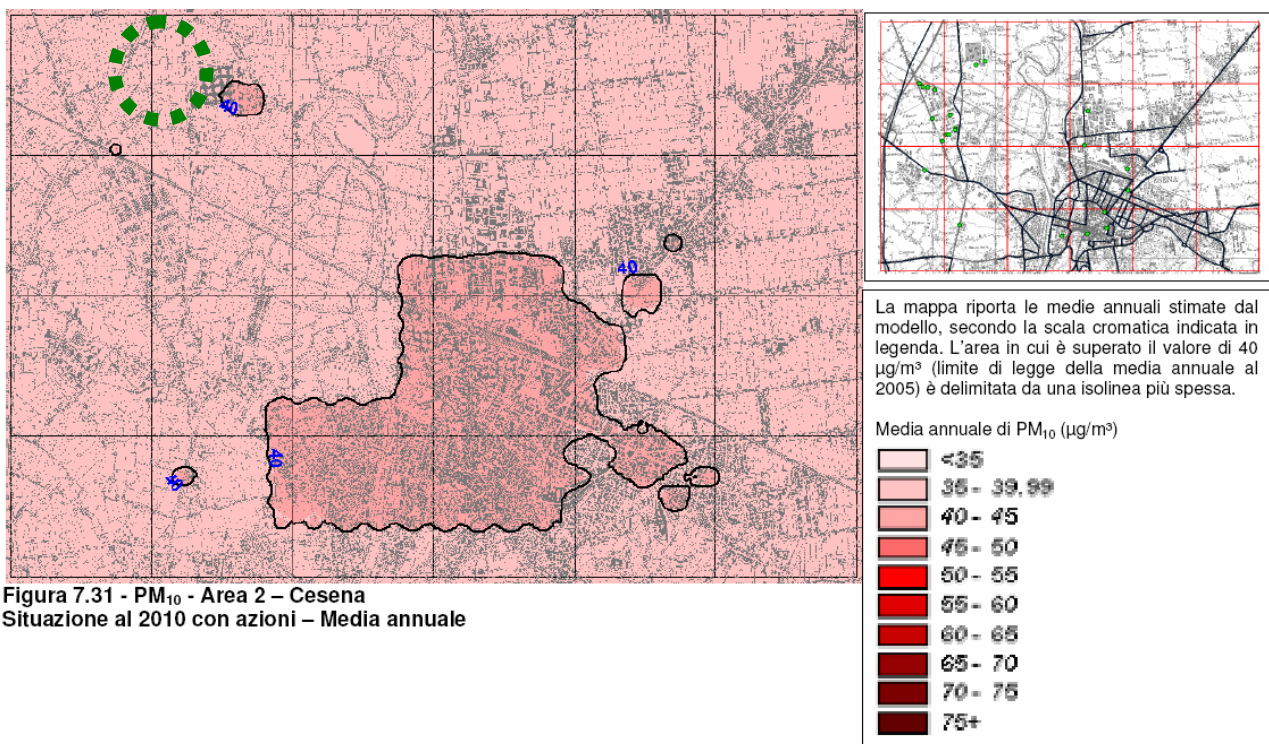 40
40
40
40
Figura 7.31 - PM₁₀ - Area 2 – Cesena
Situazione al 2010 con azioni – Media annuale
La mappa riporta le medie annuali stimate dal
modello, secondo la scala cromatica indicata in
legenda. L'area in cui è superato il valore di 40
µg/m³ (limite di legge della media annuale al
2005) è delimitata da una isolinea più spessa.
Media annuale di PM₁₀ (µg/m³)
<35
35 - 39.99
40 - 45
45 - 50
50 - 55
55 - 60
60 - 65
65 - 70
70 - 75
75+